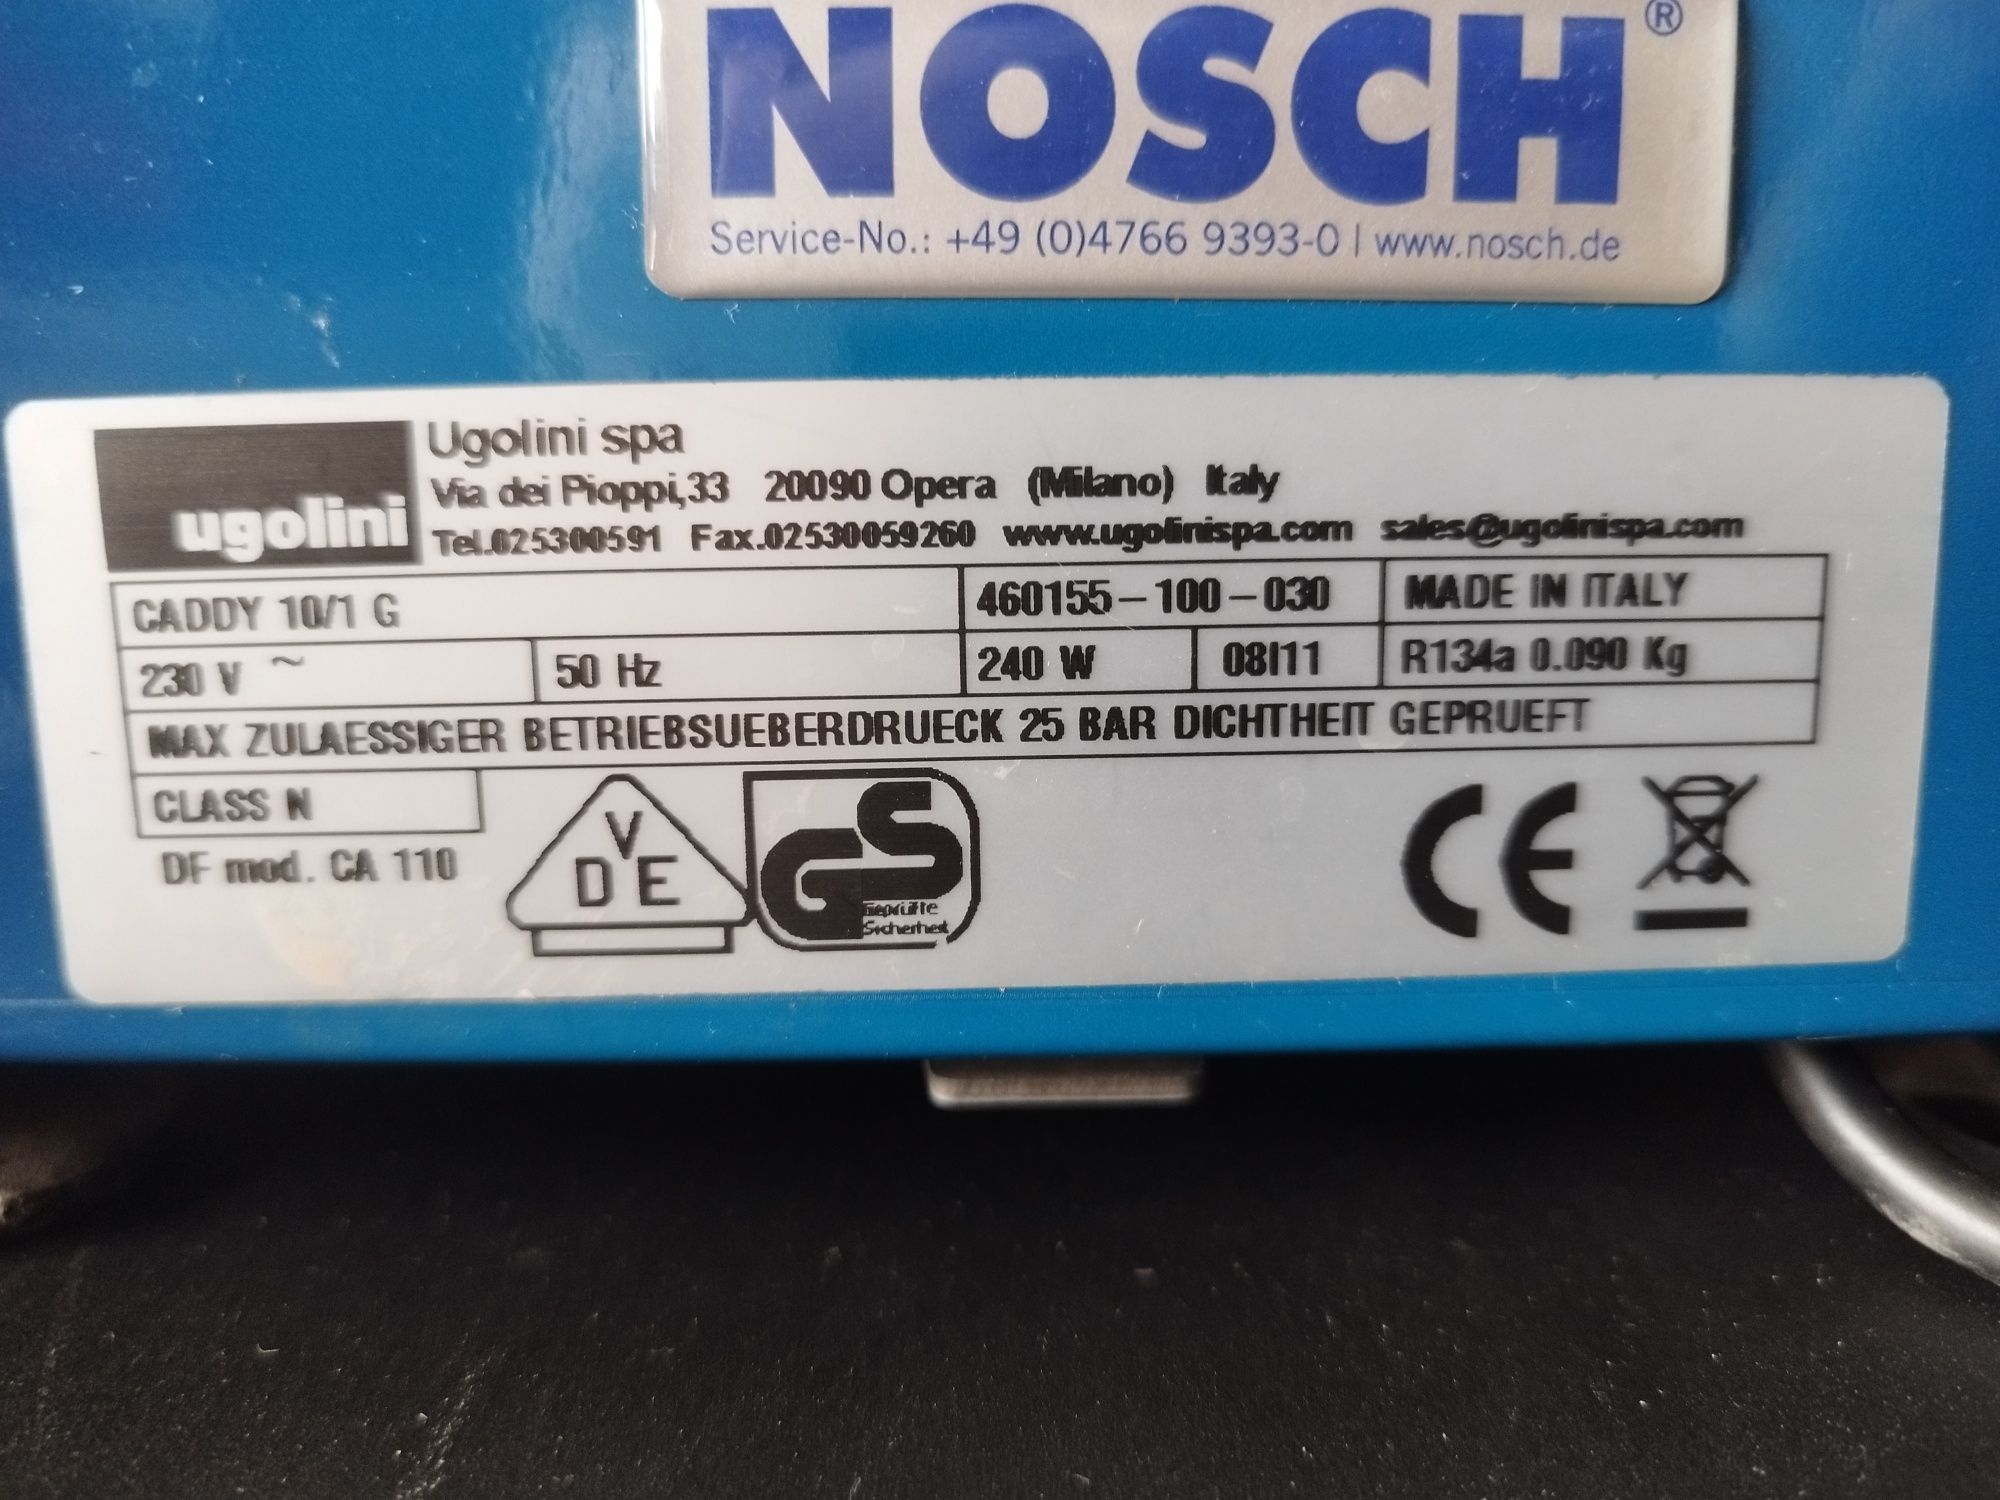 NOSCH®
Service-No.: +49 (0)4766 9393-0 | www.nosch.de
ugolini
Ugolini spa
Via dei Pioppi,33 20090 Opera (Milano) Italy
Tel.025300591 Fax.02530059260 www.ugolinispa.com sales@ugolinispa.com
CADDY 10/1 G 460155-100-030 MADE IN ITALY
230 V ~ 50 Hz 240 W 08I11 R134a 0.090 Kg
MAX ZULAESSIGER BETRIEBSUEBERDRUECK 25 BAR DICHTHEIT GEPRUEFT
CLASS N
DF mod. CA 110
VDE
GS
Geprüfte
Sicherheit
CE